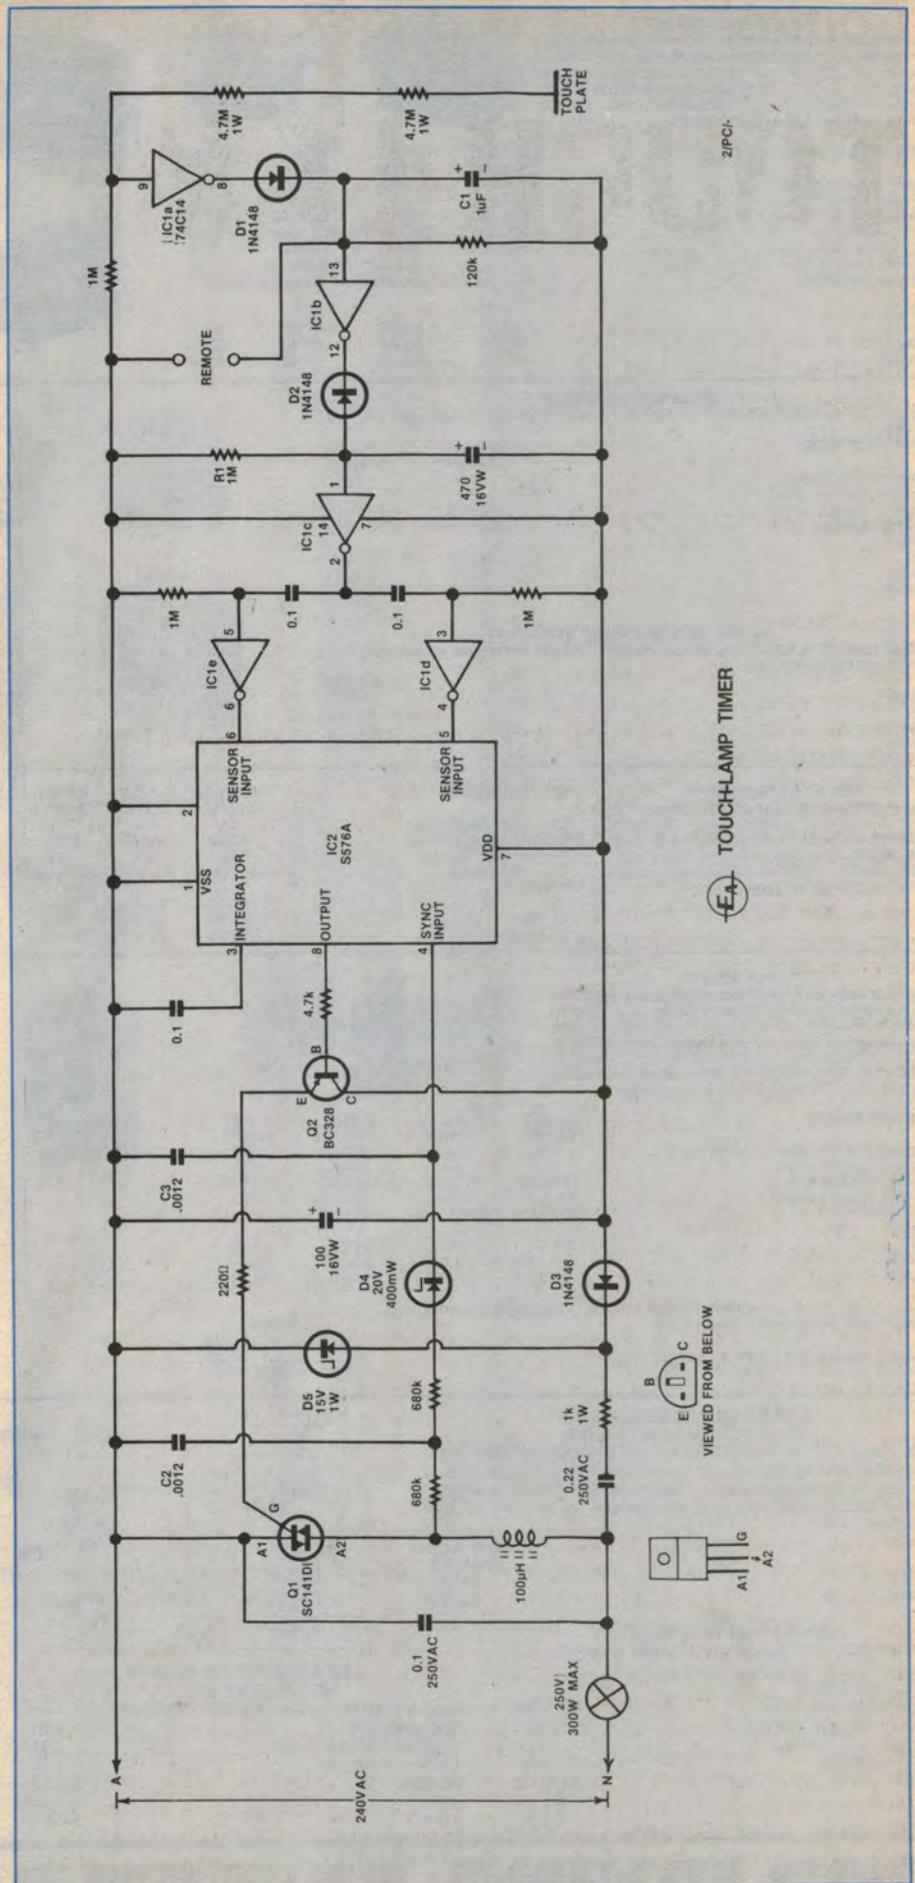 240VAC
A
N
250V
300W MAX
0.1
250VAC
Q1
SC141D
A1
G
A2
100µH
C2
.0012
680k
0.22
250VAC
D5
15V
1W
680k
1k
1W
220Ω
D4
20V
400mW
D3
1N4148
100
16VW
+
−
C3
.0012
Q2
BC328
E
B
C
0.1
4.7k
3
INTEGRATOR
8
OUTPUT
4
SYNC
INPUT
1
VSS
2
IC2
S576A
VDD
7
6
SENSOR
INPUT
5
SENSOR
INPUT
6
IC1e
5
4
IC1d
3
1M
0.1
0.1
1M
2
IC1c
14
7
1
R1
1M
470
16VW
+
−
D2
1N4148
12
IC1b
13
REMOTE
120k
1M
9
IC1a
74C14
8
D1
1N4148
C1
1uF
+
−
4.7M
1W
4.7M
1W
TOUCH
PLATE
A1
G
A2
E
B
C
VIEWED FROM BELOW
EA
TOUCH-LAMP TIMER
2/PC/-